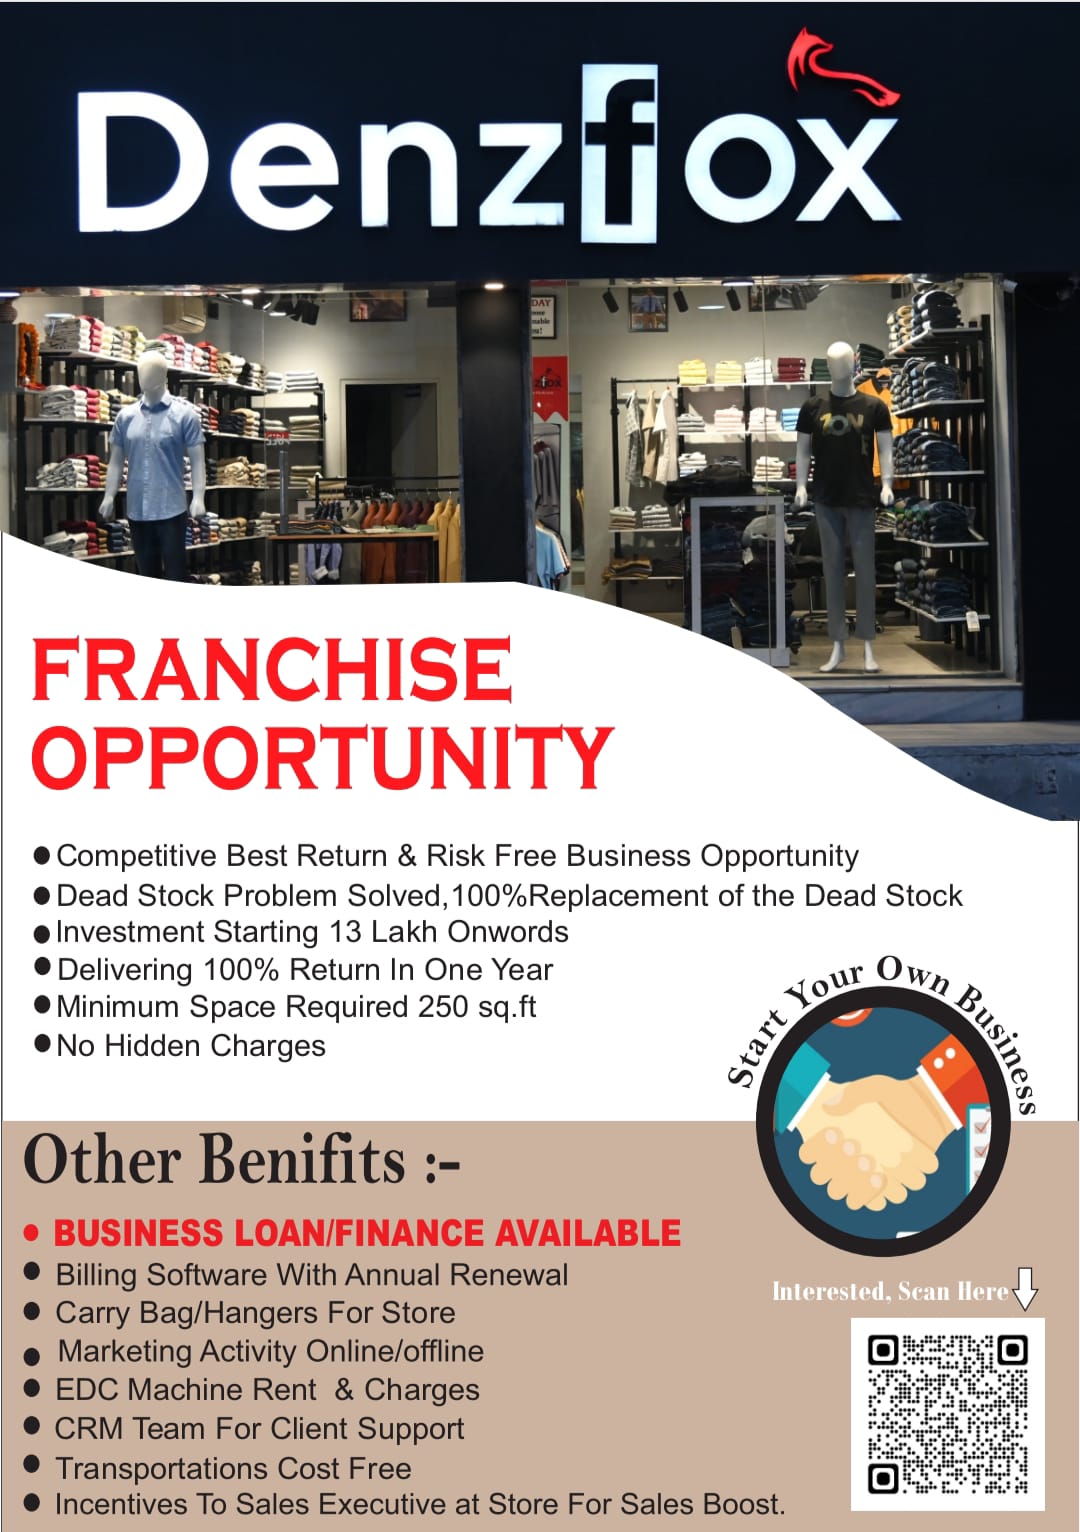 Denzfox
DAY
zfox
ZON
FRANCHISE
OPPORTUNITY
Competitive Best Return & Risk Free Business Opportunity
Dead Stock Problem Solved,100%Replacement of the Dead Stock
Investment Starting 13 Lakh Onwords
Delivering 100% Return In One Year
Minimum Space Required 250 sq.ft
No Hidden Charges
Start Your Own Business
Other Benifits :-
BUSINESS LOAN/FINANCE AVAILABLE
Billing Software With Annual Renewal
Carry Bag/Hangers For Store
Marketing Activity Online/offline
EDC Machine Rent & Charges
CRM Team For Client Support
Transportations Cost Free
Incentives To Sales Executive at Store For Sales Boost.
Interested, Scan Here